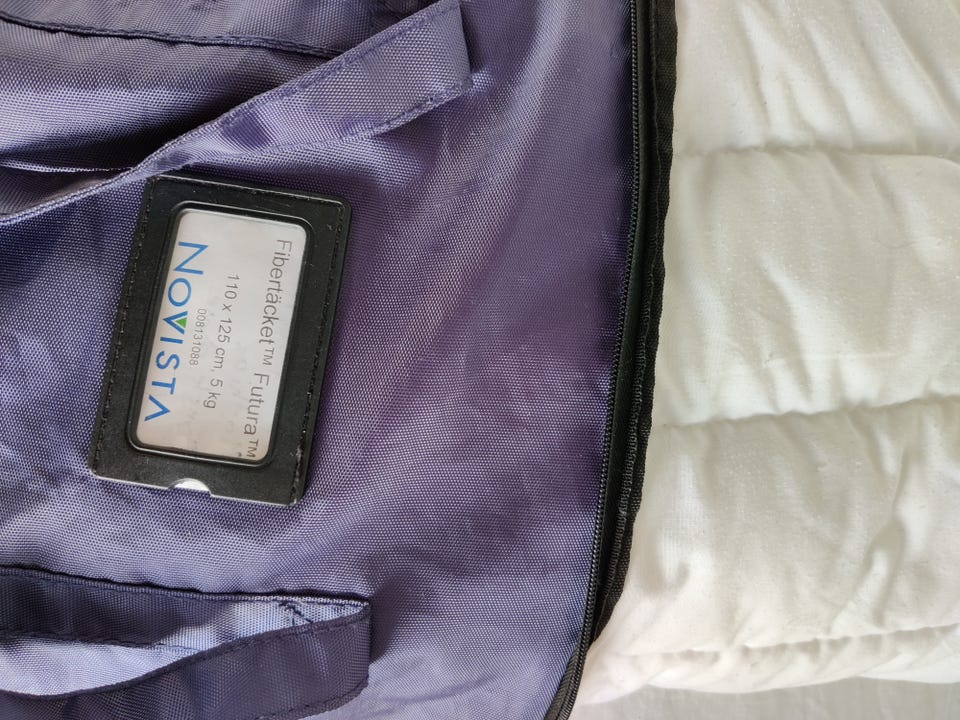 Fibertäcket™ Futura™
110 x 125 cm, 5 kg
008131088
NOVISTA